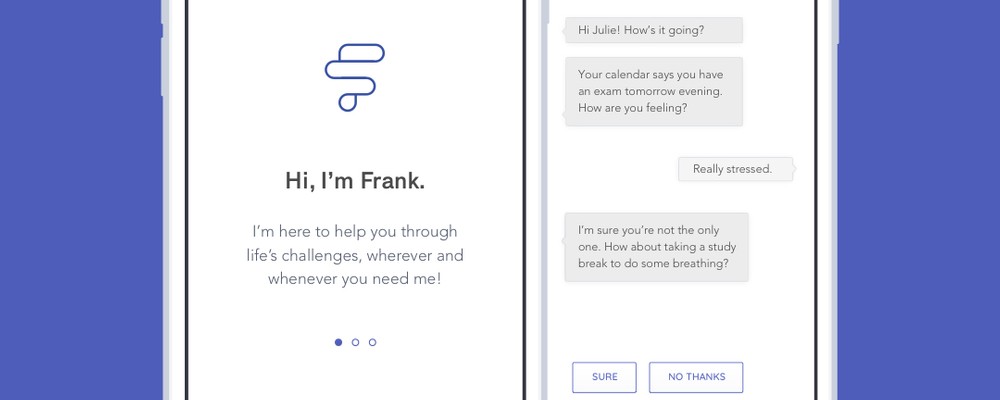 Hi, I'm Frank.
I'm here to help you through
life's challenges, wherever and
whenever you need me!
Hi Julie! How's it going?
Your calendar says you have
an exam tomorrow evening.
How are you feeling?
Really stressed.
I'm sure you're not the only
one. How about taking a study
break to do some breathing?
SURE
NO THANKS